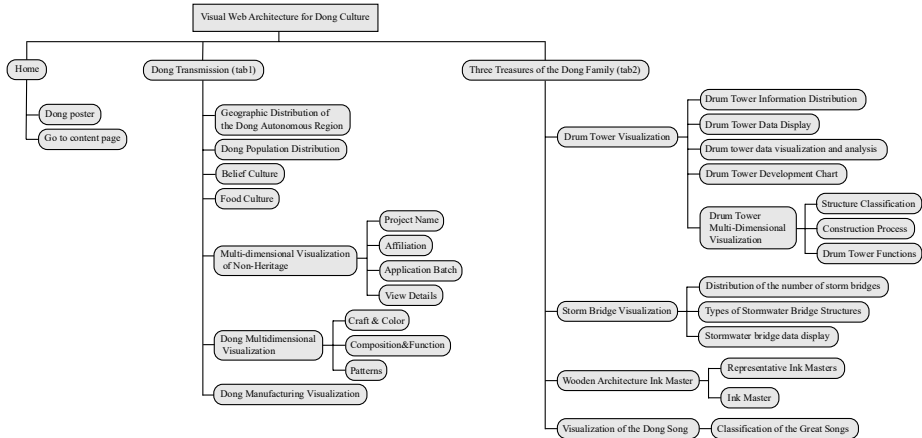 Visual Web Architecture for Dong Culture
Home
Dong Transmission (tab1)
Three Treasures of the Dong Family (tab2)
Dong poster
Go to content page
Geographic Distribution of
the Dong Autonomous Region
Dong Population Distribution
Belief Culture
Food Culture
Multi-dimensional Visualization
of Non-Heritage
Project Name
Affiliation
Application Batch
View Details
Dong Multidimensional
Visualization
Craft & Color
Composition&Function
Patterns
Dong Manufacturing Visualization
Drum Tower Visualization
Drum Tower Information Distribution
Drum Tower Data Display
Drum tower data visualization and analysis
Drum Tower Development Chart
Drum Tower
Multi-Dimensional
Visualization
Structure Classification
Construction Process
Drum Tower Functions
Storm Bridge Visualization
Distribution of the number of storm bridges
Types of Stormwater Bridge Structures
Stormwater bridge data display
Wooden Architecture Ink Master
Representative Ink Masters
Ink Master
Visualization of the Dong Song
Classification of the Great Songs